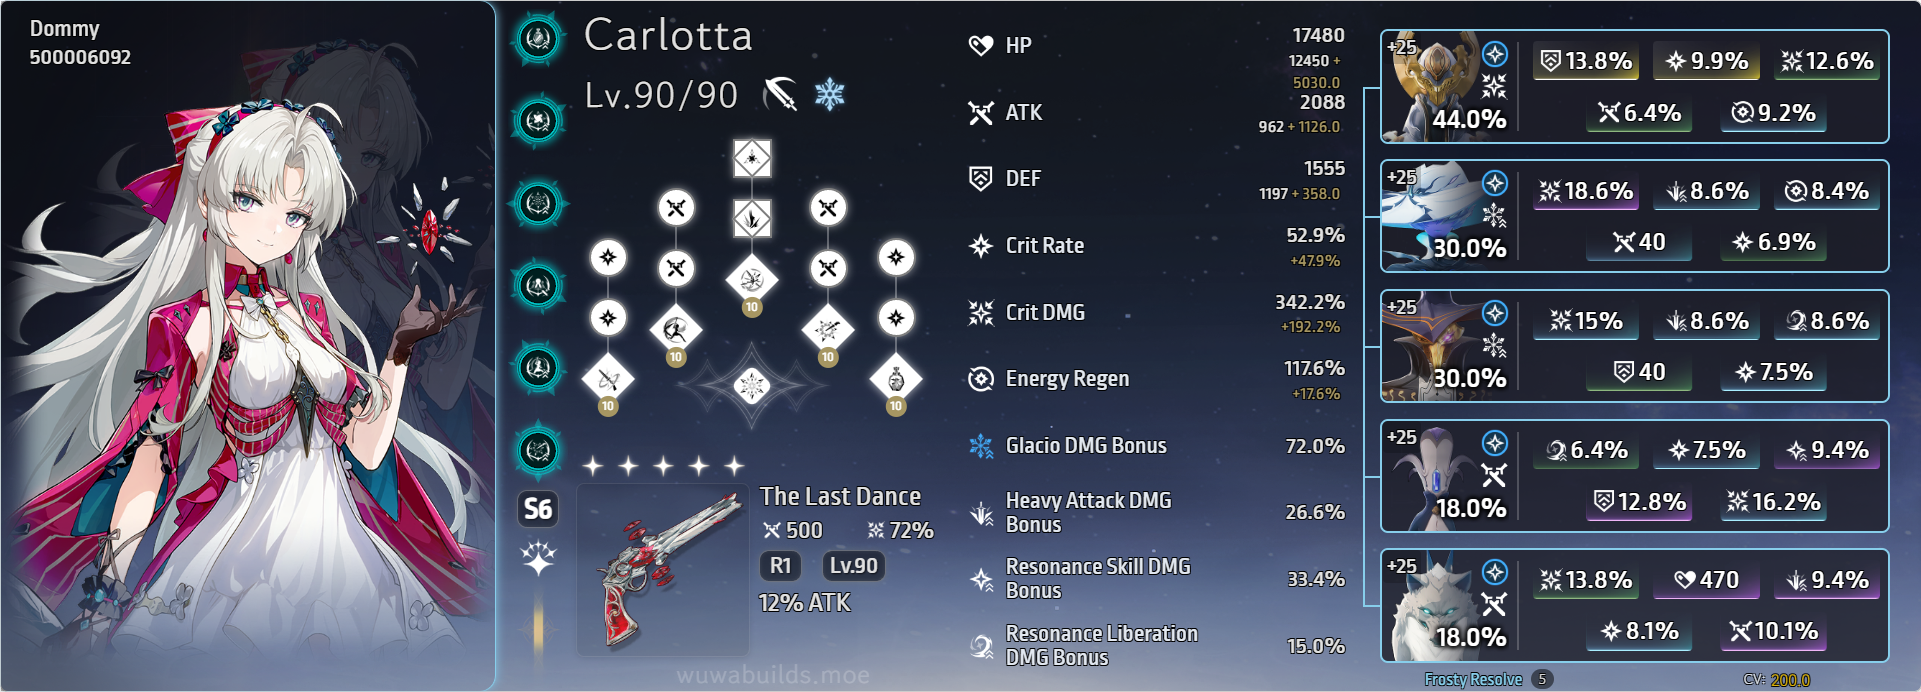 Dommy
500006092
Carlotta
Lv.90/90
10
10
10
10
10
S6
The Last Dance
500 72%
R1 Lv.90
12% ATK
wuwabuilds.moe
HP 17480
12450 + 5030.0
ATK 2088
962 + 1126.0
DEF 1555
1197 + 358.0
Crit Rate 52.9%
+47.9%
Crit DMG 342.2%
+192.2%
Energy Regen 117.6%
+17.6%
Glacio DMG Bonus 72.0%
Heavy Attack DMG
Bonus 26.6%
Resonance Skill DMG
Bonus 33.4%
Resonance Liberation
DMG Bonus 15.0%
+25
44.0%
13.8% 9.9% 12.6%
6.4% 9.2%
+25
30.0%
18.6% 8.6% 8.4%
40 6.9%
+25
30.0%
15% 8.6% 8.6%
40 7.5%
+25
18.0%
6.4% 7.5% 9.4%
12.8% 16.2%
+25
18.0%
13.8% 470 9.4%
8.1% 10.1%
Frosty Resolve 5
CV: 200.0